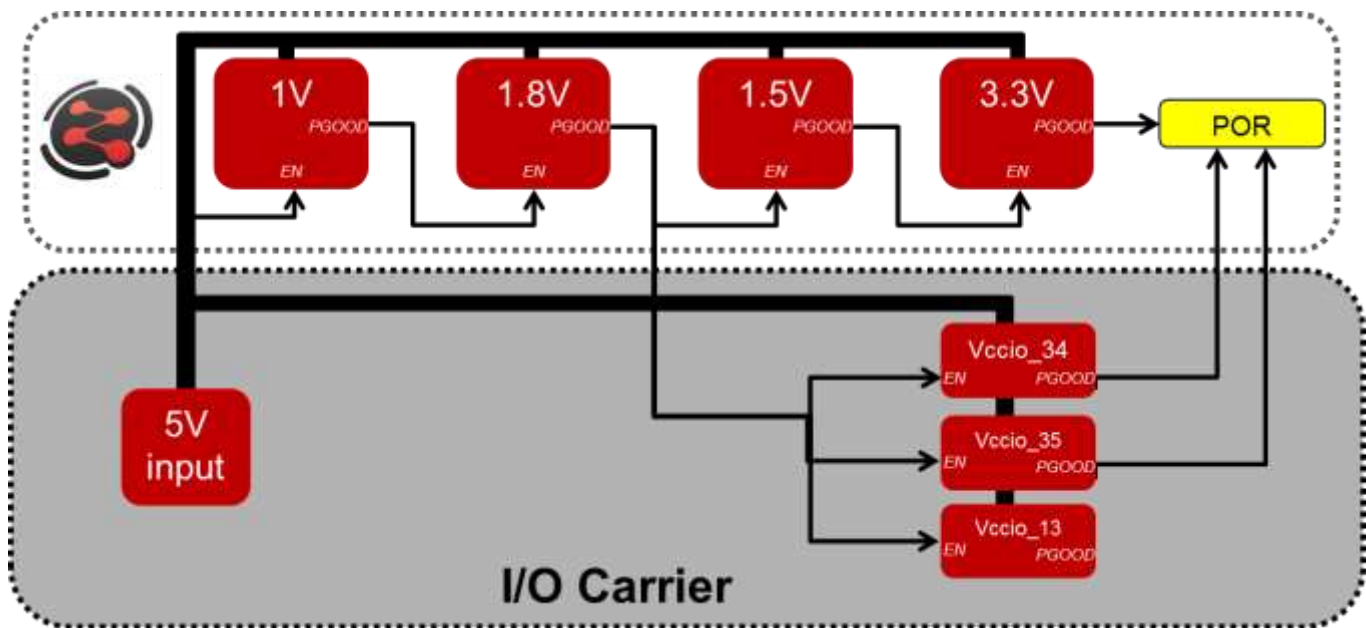 1V
PGOOD
EN
1.8V
PGOOD
EN
1.5V
PGOOD
EN
3.3V
PGOOD
EN
POR
5V
input
Vccio_34
EN
PGOOD
Vccio_35
EN
PGOOD
Vccio_13
EN
PGOOD
I/O Carrier